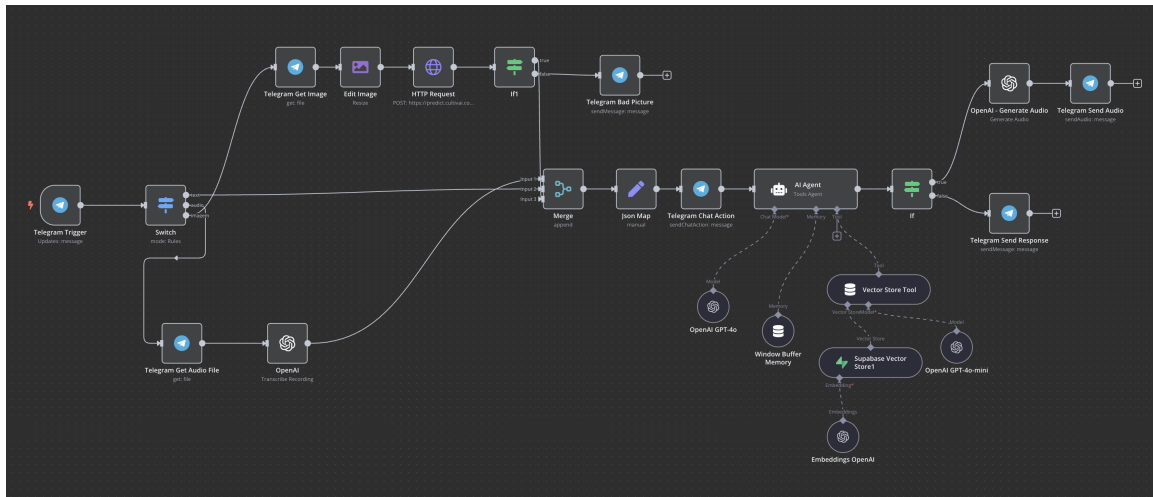 Telegram Get Image
get: file
Edit Image
Resize
HTTP Request
POST: https://predict.cultivai.co...
If1
true
false
Telegram Bad Picture
sendMessage: message
OpenAI - Generate Audio
Generate Audio
Telegram Send Audio
sendAudio: message
Telegram Trigger
Updates: message
Switch
mode: Rules
text
audio
imagem
Input 1
Input 2
Input 3
Merge
append
Json Map
manual
Telegram Chat Action
sendChatAction: message
AI Agent
Tools Agent
Chat Model*
Memory
Tool
If
true
false
Telegram Send Response
sendMessage: message
Model
OpenAI GPT-4o
Memory
Window Buffer
Memory
Tool
Vector Store Tool
Vector Store
Model*
Vector Store
Supabase Vector
Store1
Model
OpenAI GPT-4o-mini
Embedding*
Embeddings
Embeddings OpenAI
Telegram Get Audio File
get: file
OpenAI
Transcribe Recording